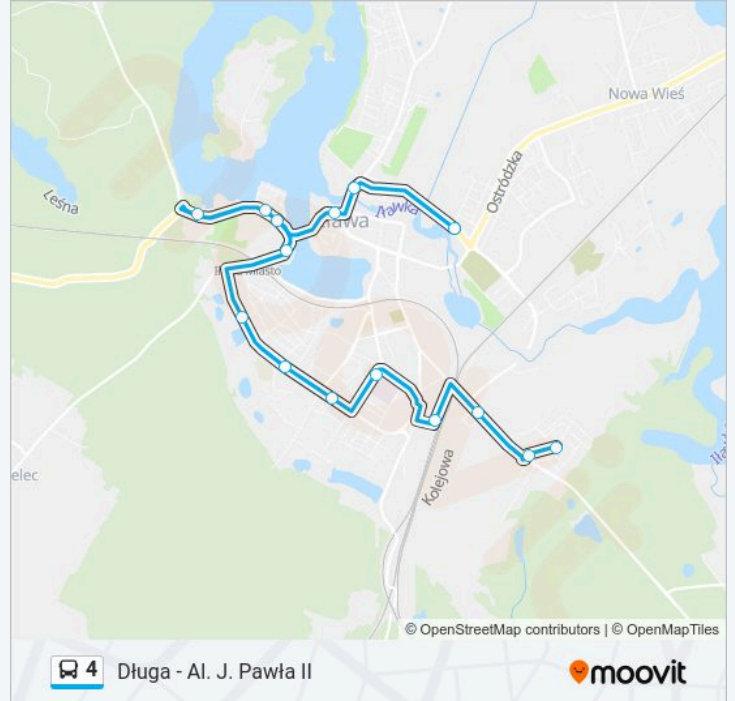 Nowa Wieś
Ostródzka
Leśna
Iławka
Kolejowa
elec
© OpenStreetMap contributors | © OpenMapTiles
4 Długa - Al. J. Pawła II
moovit